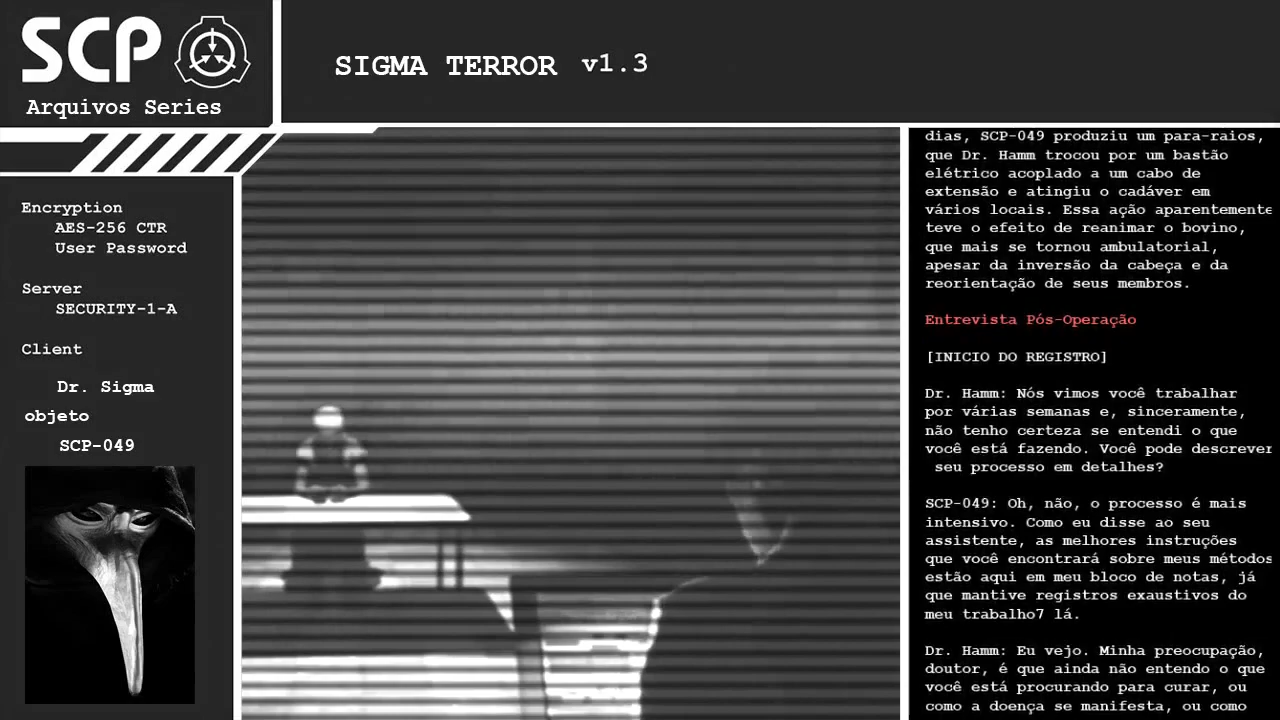 SCP
Arquivos Series
SIGMA TERROR v1.3
Encryption
AES-256 CTR
User Password
Server
SECURITY-1-A
Client
Dr. Sigma
objeto
SCP-049
dias, SCP-049 produziu um para-raios,
que Dr. Hamm trocou por um bastão
elétrico acoplado a um cabo de
extensão e atingiu o cadáver em
vários locais. Essa ação aparentemente
teve o efeito de reanimar o bovino,
que mais se tornou ambulatorial,
apesar da inversão da cabeça e da
reorientação de seus membros.
Entrevista Pós-Operação
[INICIO DO REGISTRO]
Dr. Hamm: Nós vimos você trabalhar
por várias semanas e, sinceramente,
não tenho certeza se entendi o que
você está fazendo. Você pode descrever
seu processo em detalhes?
SCP-049: Oh, não, o processo é mais
intensivo. Como eu disse ao seu
assistente, as melhores instruções
que você encontrará sobre meus métodos
estão aqui em meu bloco de notas, já
que mantive registros exaustivos do
meu trabalho7 lá.
Dr. Hamm: Eu vejo. Minha preocupação,
doutor, é que ainda não entendo o que
você está procurando para curar, ou
como a doença se manifesta, ou como